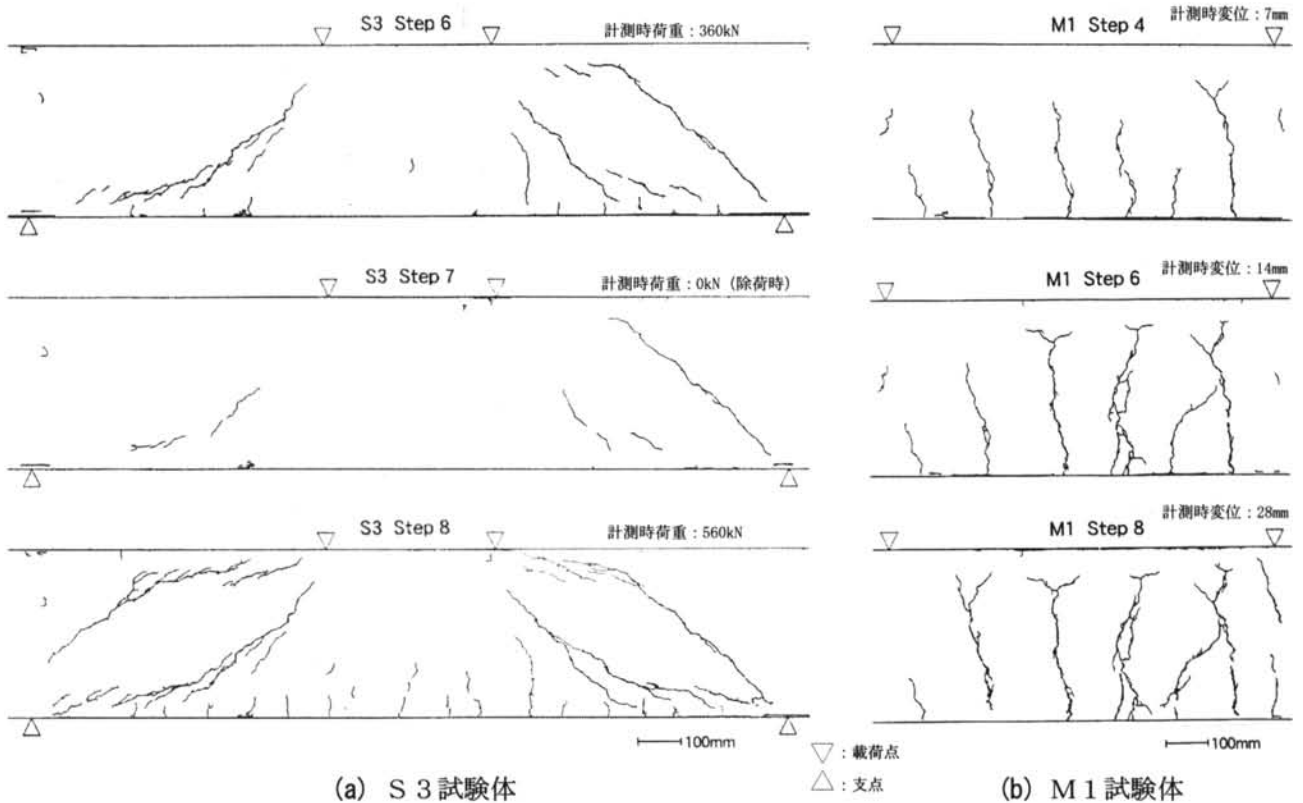 S3 Step 6
計測時荷重：360kN
S3 Step 7
計測時荷重：0kN（除荷時）
S3 Step 8
計測時荷重：560kN
100mm
(a) S 3 試験体
M1 Step 4
計測時変位：7mm
M1 Step 6
計測時変位：14mm
M1 Step 8
計測時変位：28mm
100mm
▽：載荷点
△：支点
(b) M 1 試験体